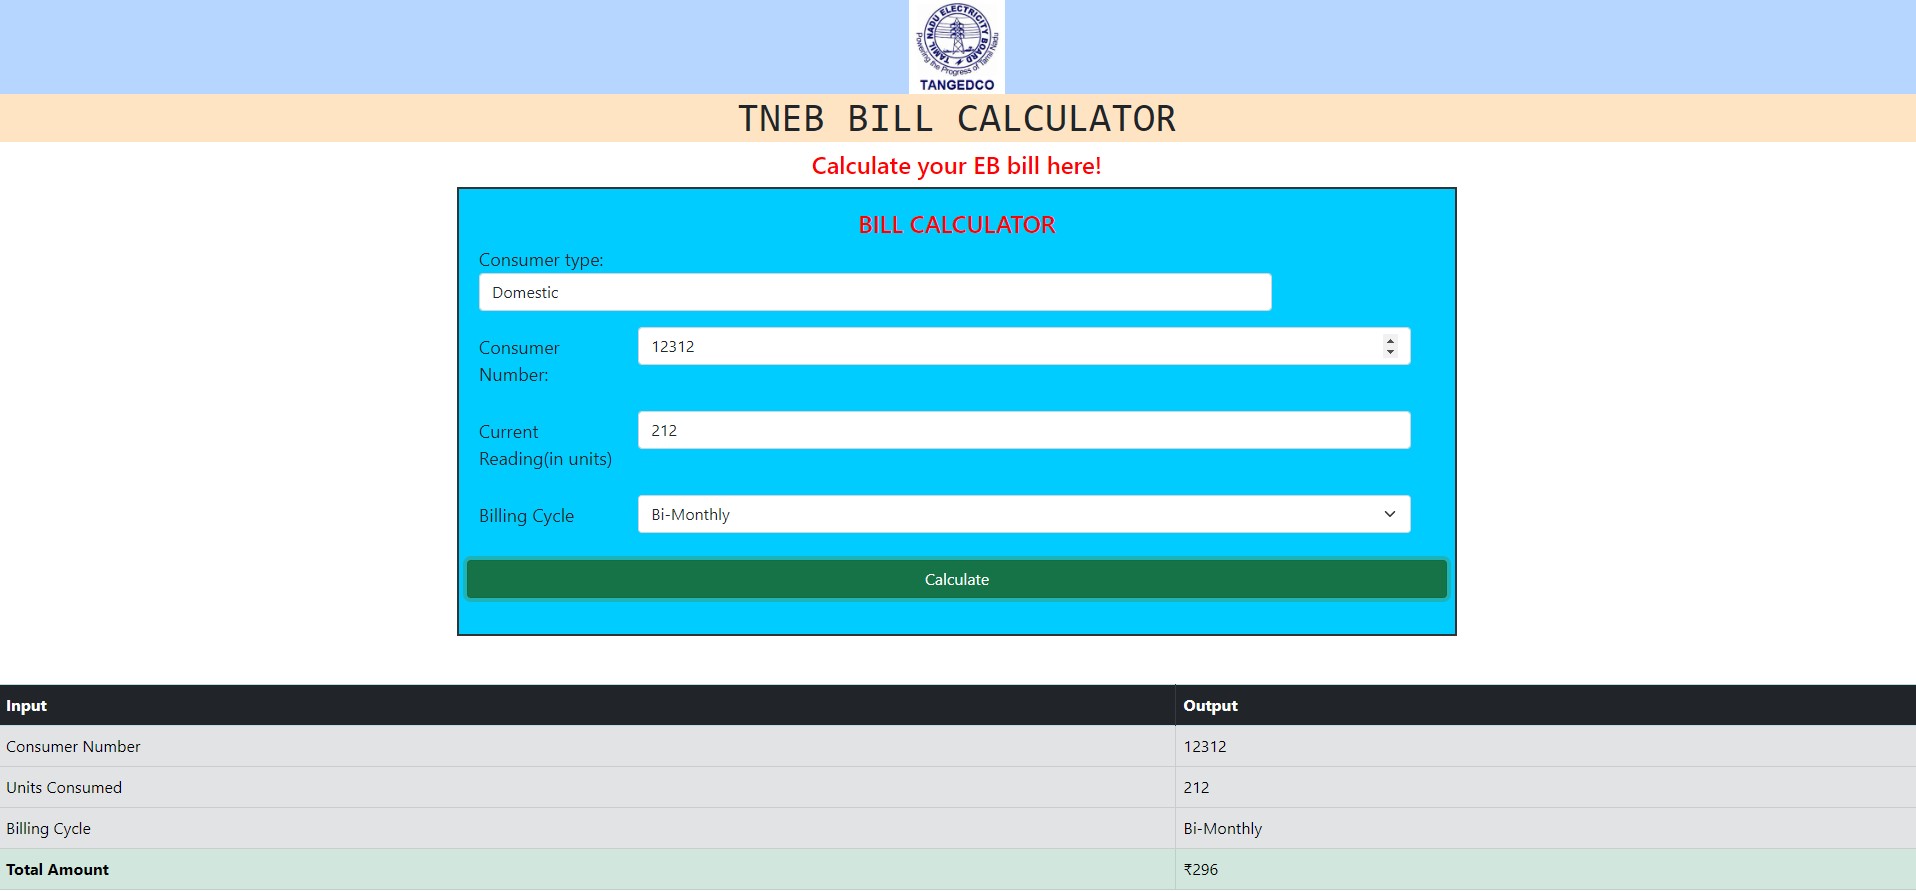 TAMIL NADU ELECTRICITY BOARD
Powering the Progress of Tamil Nadu
TANGEDCO
TNEB BILL CALCULATOR
Calculate your EB bill here!
BILL CALCULATOR
Consumer type:
Domestic
Consumer
Number:
12312
Current
Reading(in units)
212
Billing Cycle
Bi-Monthly
Calculate
Input Output
Consumer Number 12312
Units Consumed 212
Billing Cycle Bi-Monthly
Total Amount ₹296